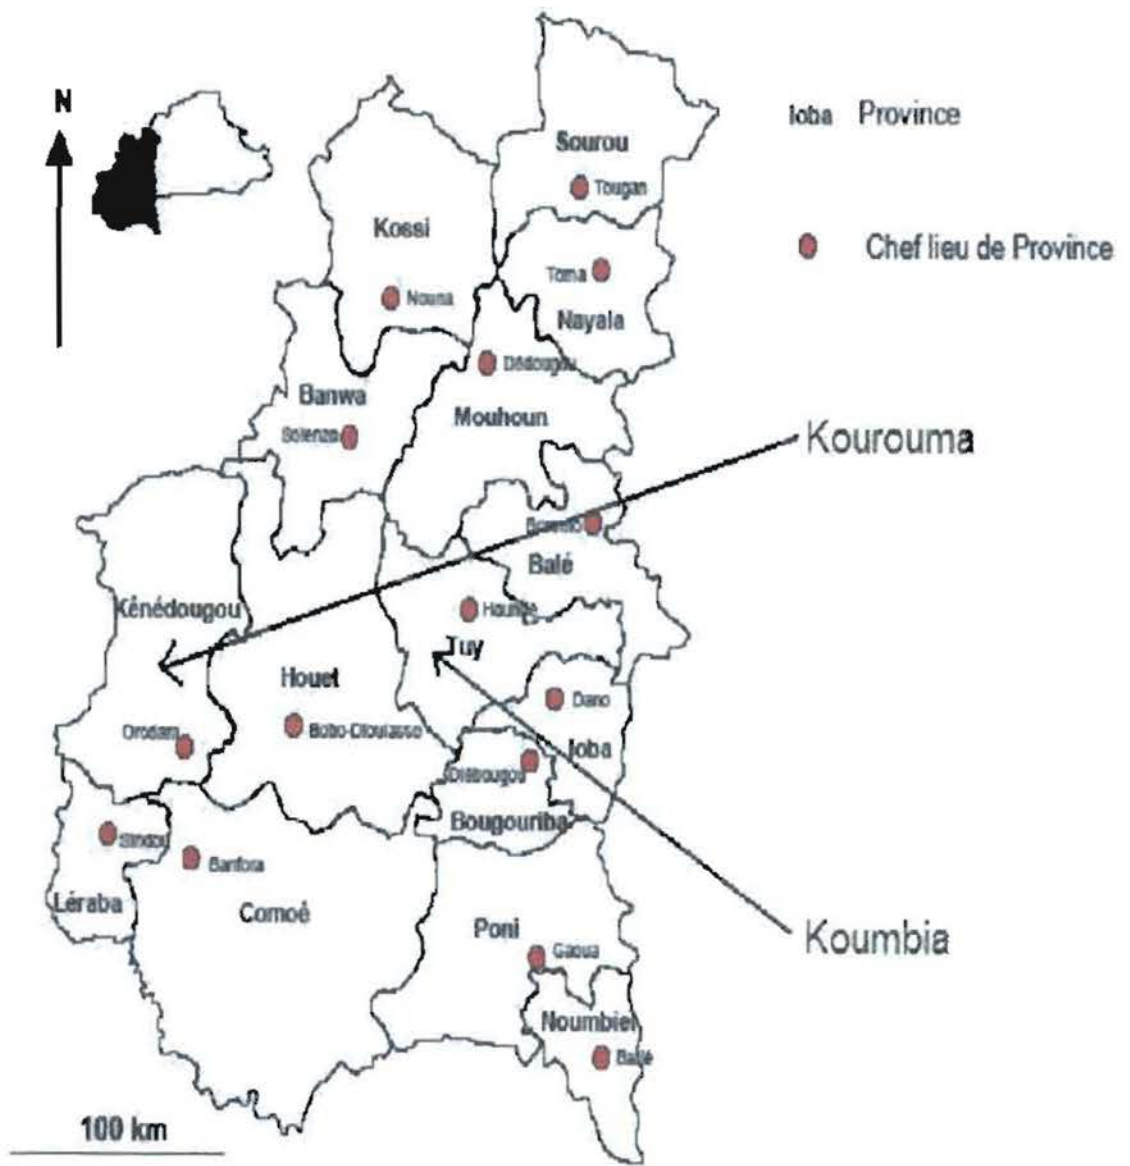 N
Ioba Province
Sourou
Tougan
Kossi
Chef lieu de Province
Toma
Nouna
Nayala
Dédougou
Banwa
Mouhoun
Solenzo
Kourouma
Balé
Kénédougou
Houndé
Tuy
Houet
Dano
Orodara
Bobo-Dioulasso
Ioba
Diébougou
Bougouriba
Sindou
Banfora
Léraba
Comoé
Poni
Koumbia
Gaoua
Noumbiel
Batié
100 km